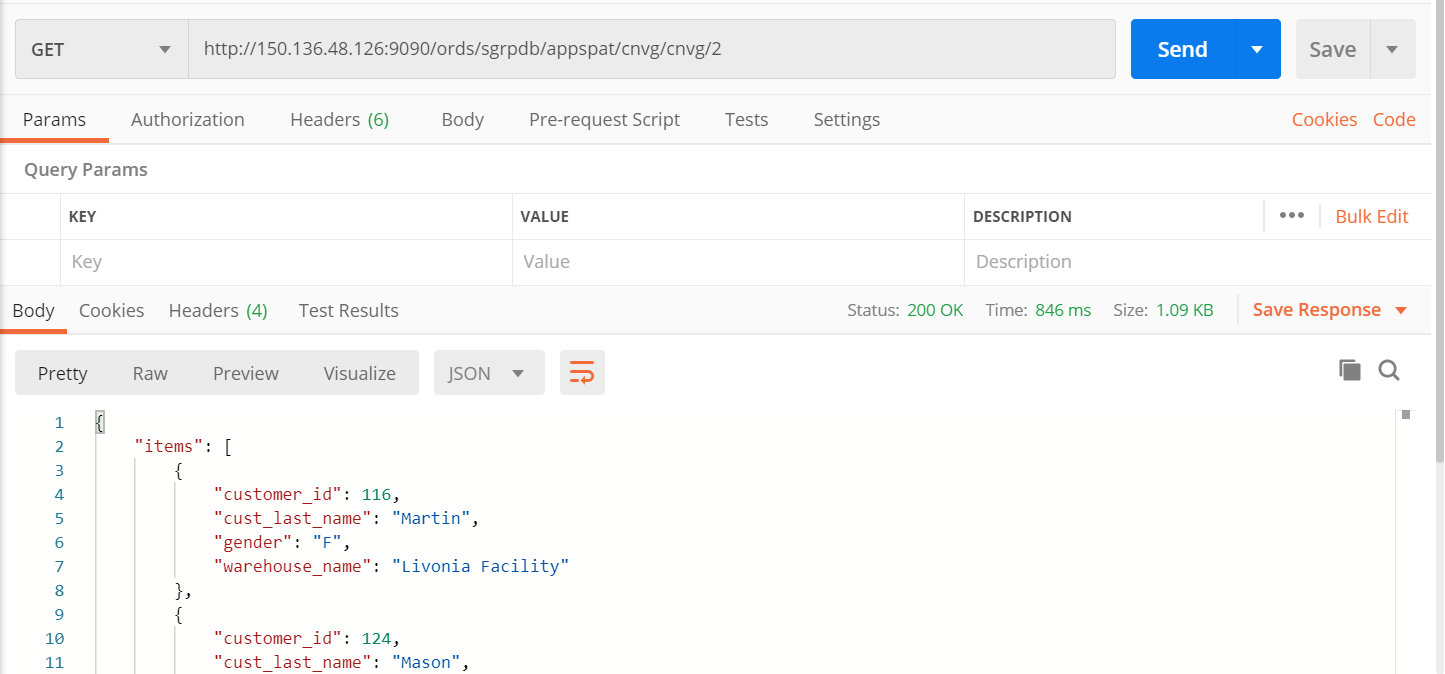 GET http://150.136.48.126:9090/ords/sgrpdb/appspat/cnvg/cnvg/2 Send Save
Params Authorization Headers (6) Body Pre-request Script Tests Settings Cookies Code
Query Params
KEY VALUE DESCRIPTION ••• Bulk Edit
Key Value Description
Body Cookies Headers (4) Test Results Status: 200 OK Time: 846 ms Size: 1.09 KB Save Response
Pretty Raw Preview Visualize JSON
1 {
2 "items": [
3 {
4 "customer_id": 116,
5 "cust_last_name": "Martin",
6 "gender": "F",
7 "warehouse_name": "Livonia Facility"
8 },
9 {
10 "customer_id": 124,
11 "cust_last_name": "Mason",